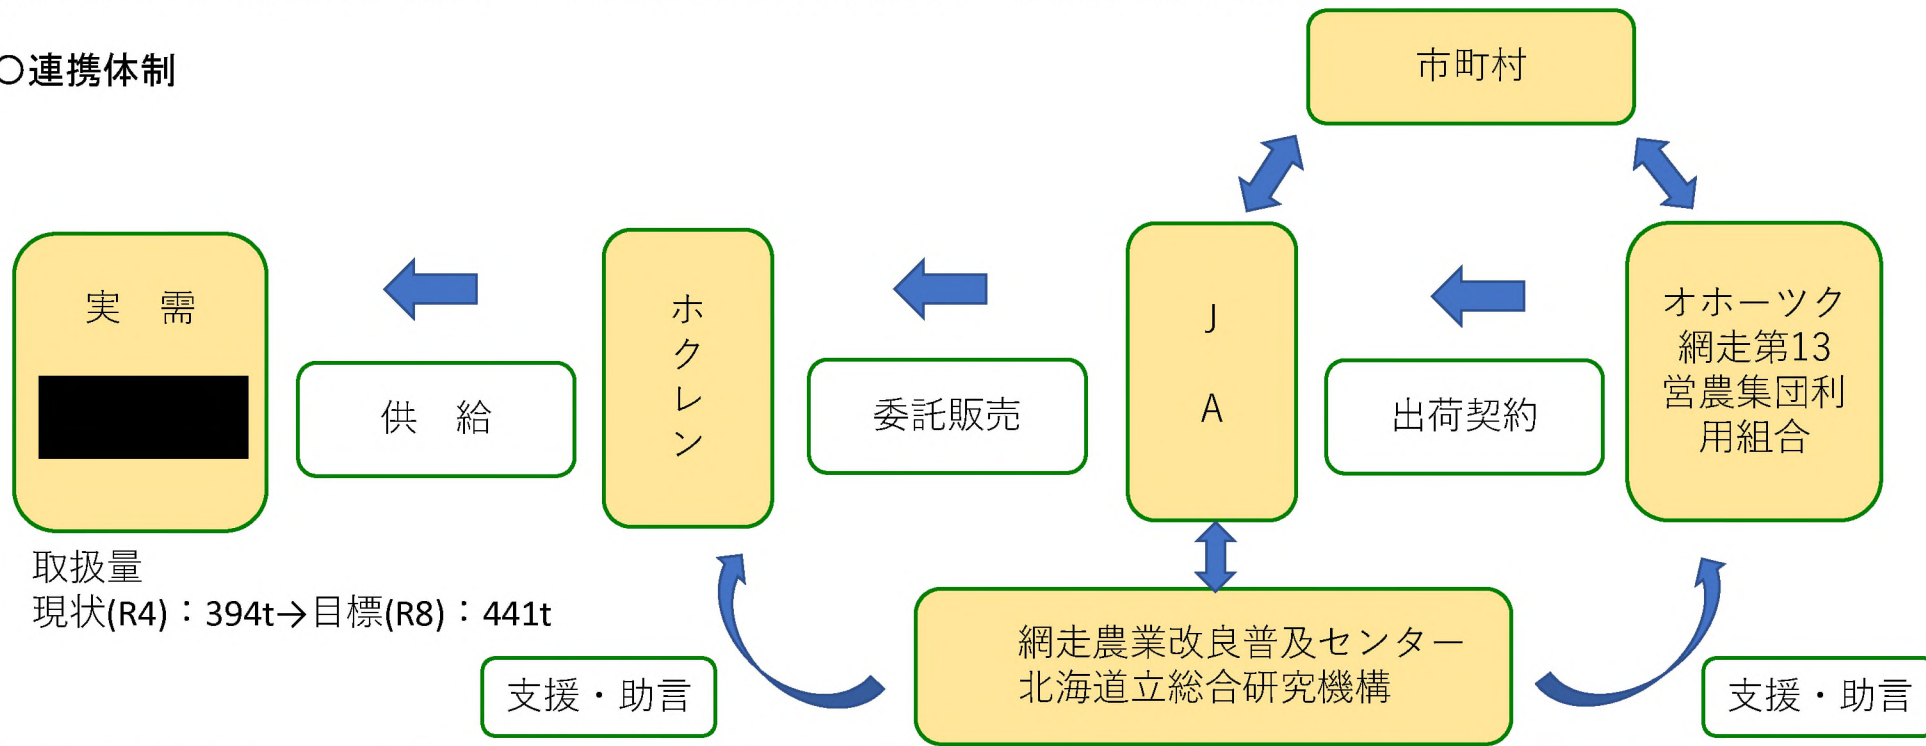 ○連携体制
市町村
実　需
供　給
ホクレン
委託販売
JA
出荷契約
オホーツク
網走第13
営農集団利
用組合
取扱量
現状(R4)：394t→目標(R8)：441t
支援・助言
網走農業改良普及センター
北海道立総合研究機構
支援・助言